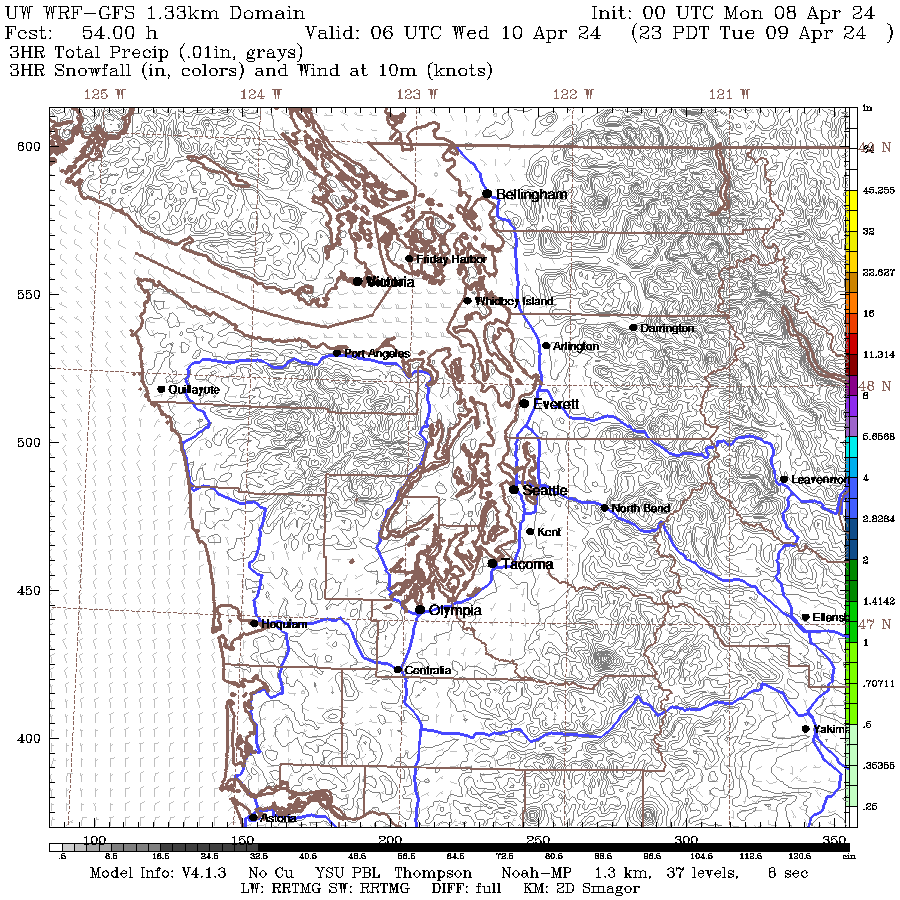 UW WRF-GFS 1.33km Domain Init: 00 UTC Mon 08 Apr 24
Fcst: 54.00 h Valid: 06 UTC Wed 10 Apr 24 (23 PDT Tue 09 Apr 24 )
3HR Total Precip (.01in, grays)
3HR Snowfall (in, colors) and Wind at 10m (knots)
125 W 124 W 123 W 122 W 121 W
in
600
Bellingham
45.255
32
Friday Harbor
Victoria
22.627
550
Whidbey Island
16
Darrington
Arlington
Port Angeles
11.314
Quillayute
48 N
8
Everett
5.6568
500
Leavenwor
4
Seattle
North Bend
2.8284
Kent
2
Tacoma
450
1.4142
Olympia
Ellens
Hoquiam
47 N
1
Centralia
.70711
.5
Yakima
400
.35355
.25
Astoria
100 150 200 250 300 350
.5 8.5 16.5 24.5 32.5 40.5 48.5 56.5 64.5 72.5 80.5 88.5 96.5 104.5 112.5 120.5 cin
Model Info: V4.1.3 No Cu YSU PBL Thompson Noah-MP 1.3 km, 37 levels, 8 sec
LW: RRTMG SW: RRTMG DIFF: full KM: 2D Smagor